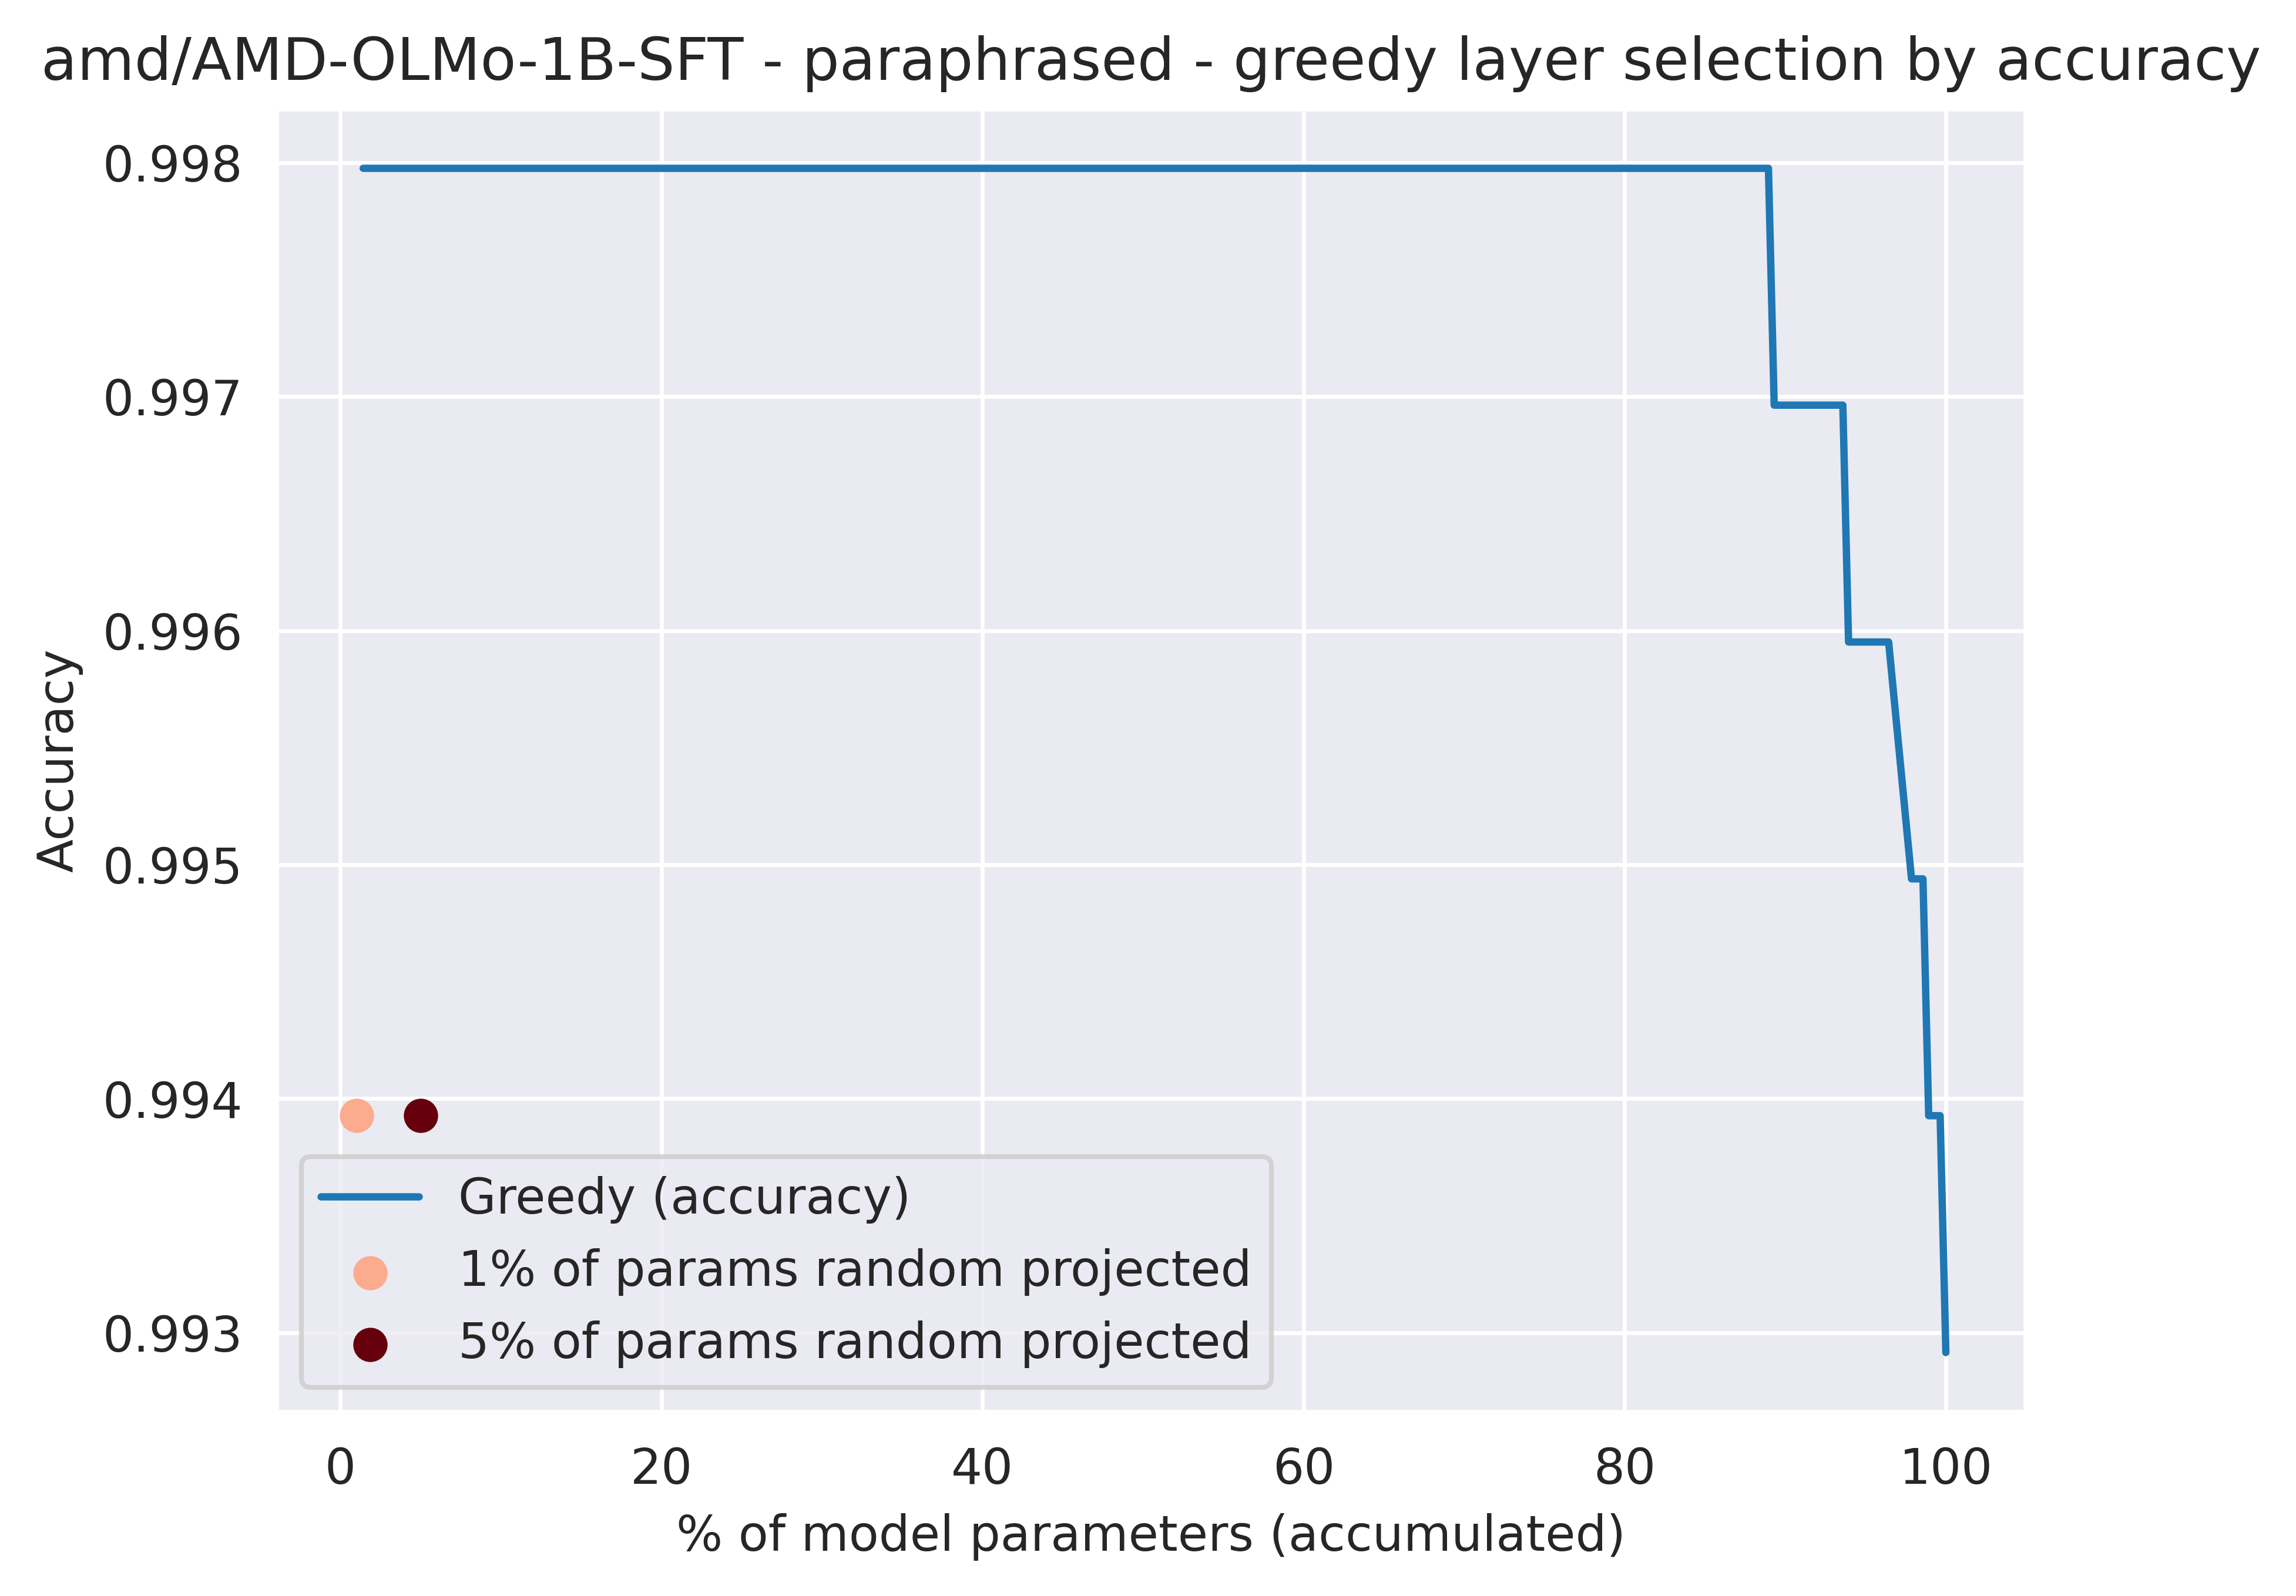 amd/AMD-OLMo-1B-SFT - paraphrased - greedy layer selection by accuracy
0.998
0.997
0.996
0.995
0.994
0.993
Accuracy
Greedy (accuracy)
1% of params random projected
5% of params random projected
0 20 40 60 80 100
% of model parameters (accumulated)